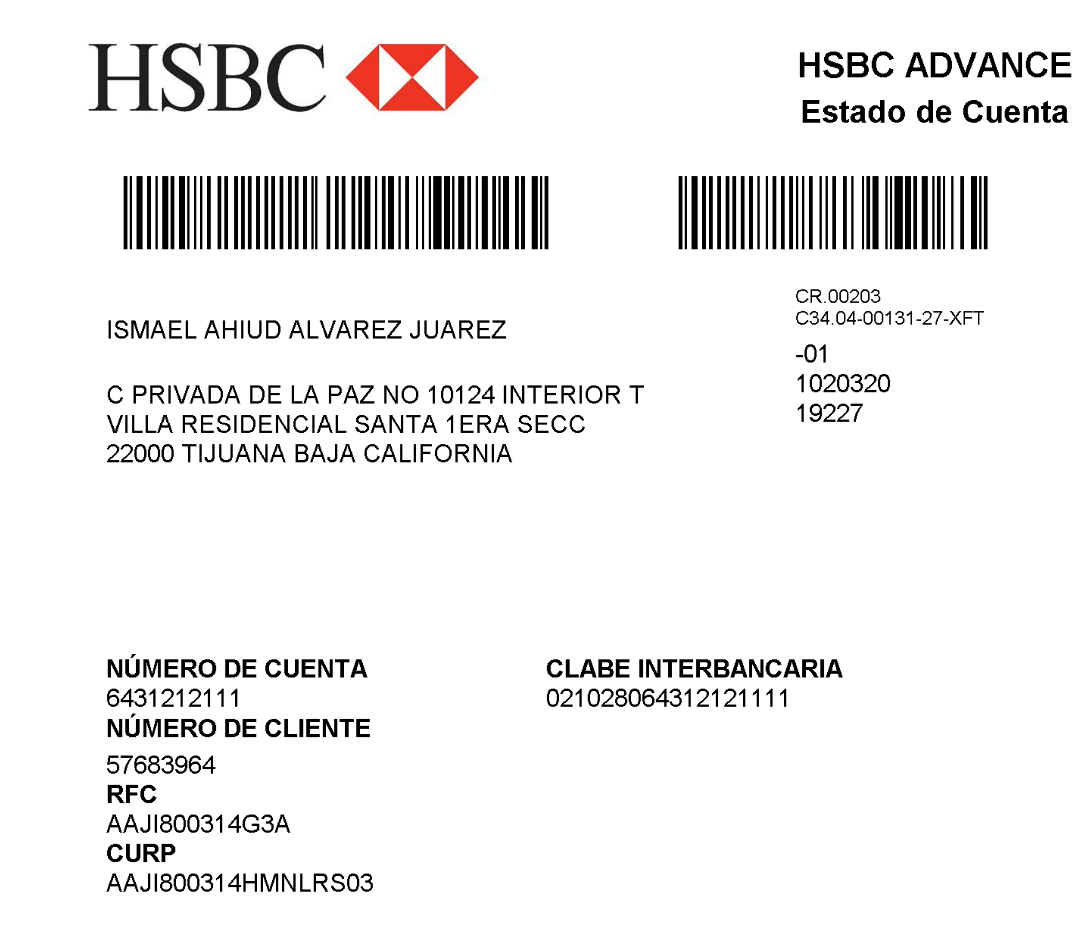 HSBC
HSBC ADVANCE
Estado de Cuenta
CR.00203
C34.04-00131-27-XFT
-01
1020320
19227
ISMAEL AHIUD ALVAREZ JUAREZ
C PRIVADA DE LA PAZ NO 10124 INTERIOR T
VILLA RESIDENCIAL SANTA 1ERA SECC
22000 TIJUANA BAJA CALIFORNIA
NÚMERO DE CUENTA
6431212111
NÚMERO DE CLIENTE
57683964
RFC
AAJI800314G3A
CURP
AAJI800314HMNLRS03
CLABE INTERBANCARIA
021028064312121111